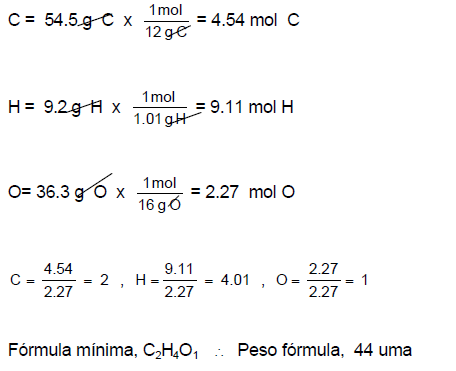 C = 54.5 g C x 1mol / 12 g C = 4.54 mol C
H = 9.2 g H x 1mol / 1.01 g H = 9.11 mol H
O= 36.3 g O x 1mol / 16 g O = 2.27 mol O
C = 4.54 / 2.27 = 2 , H = 9.11 / 2.27 = 4.01 , O = 2.27 / 2.27 = 1
Fórmula mínima, C₂H₄O₁ ∴ Peso fórmula, 44 uma